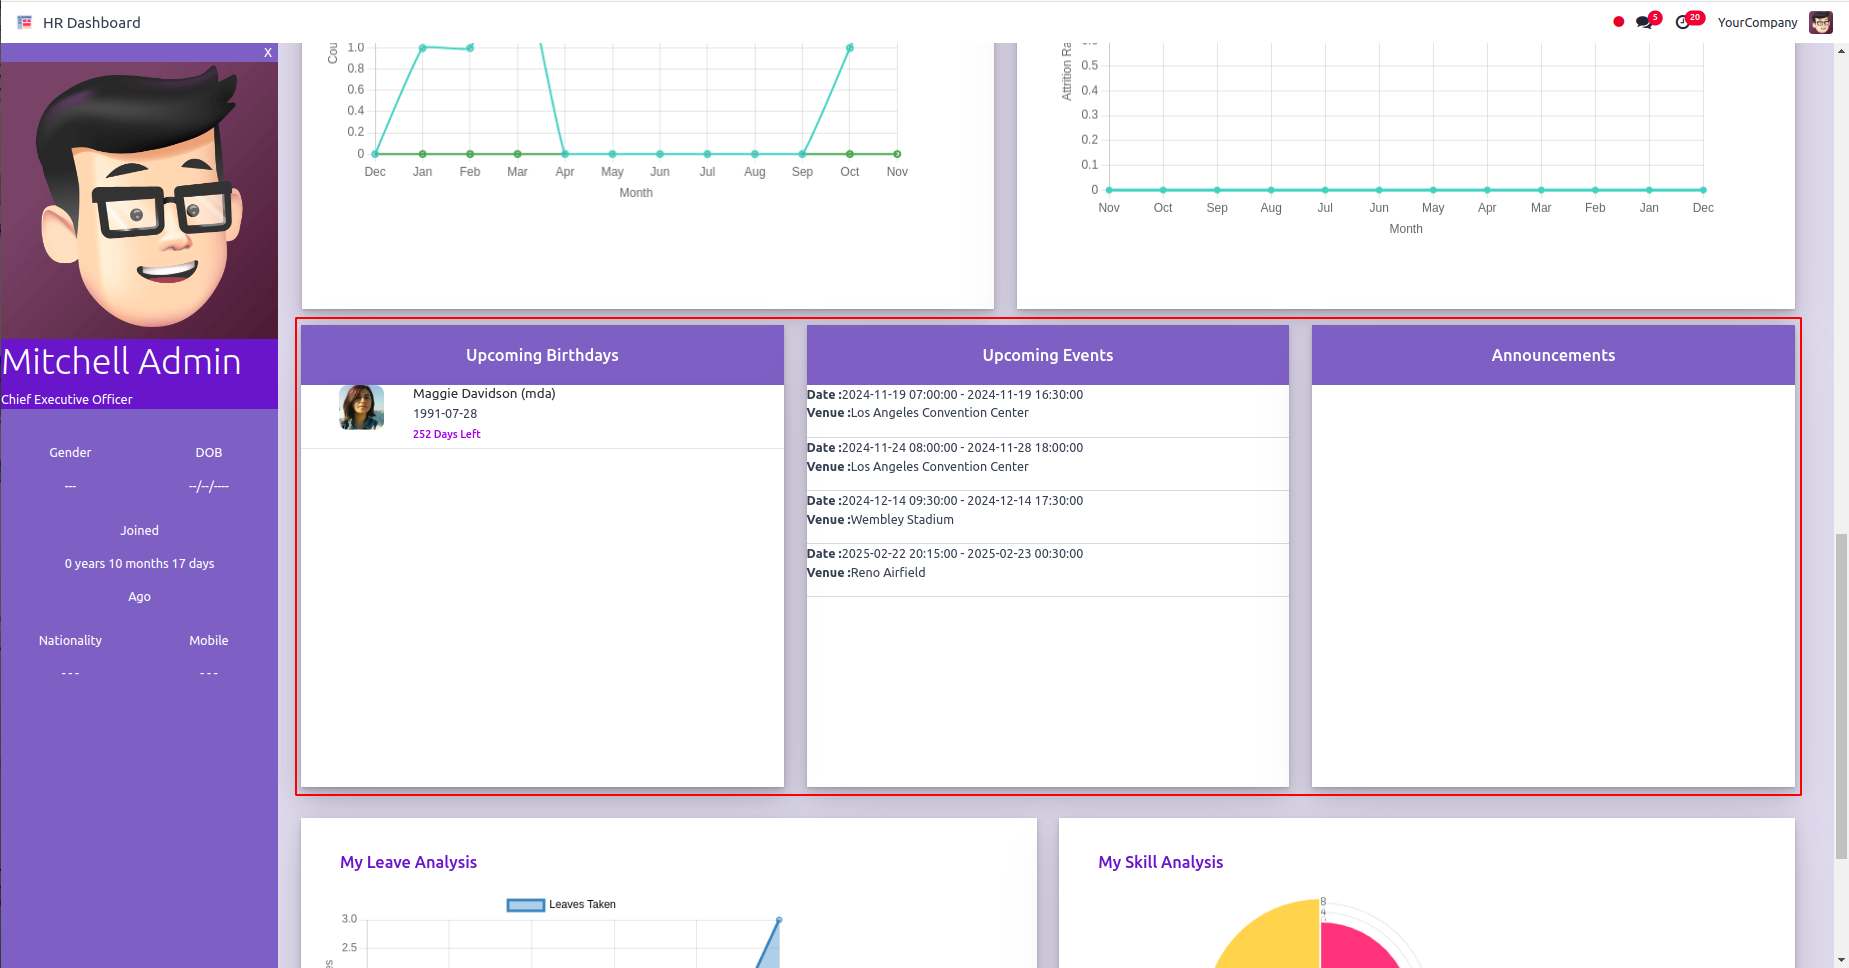 HR Dashboard
5
20
YourCompany
X
Mitchell Admin
Chief Executive Officer
Gender
DOB
---
--/--/----
Joined
0 years 10 months 17 days
Ago
Nationality
Mobile
- - -
- - -
1.0
0.8
0.6
0.4
0.2
0
Dec Jan Feb Mar Apr May Jun Jul Aug Sep Oct Nov
Month
Attrition
0.5
0.4
0.3
0.2
0.1
0
Nov Oct Sep Aug Jul Jun May Apr Mar Feb Jan Dec
Month
Upcoming Birthdays
Maggie Davidson (mda)
1991-07-28
252 Days Left
Upcoming Events
Date :2024-11-19 07:00:00 - 2024-11-19 16:30:00
Venue :Los Angeles Convention Center
Date :2024-11-24 08:00:00 - 2024-11-28 18:00:00
Venue :Los Angeles Convention Center
Date :2024-12-14 09:30:00 - 2024-12-14 17:30:00
Venue :Wembley Stadium
Date :2025-02-22 20:15:00 - 2025-02-23 00:30:00
Venue :Reno Airfield
Announcements
My Leave Analysis
Leaves Taken
3.0
2.5
My Skill Analysis
8
4